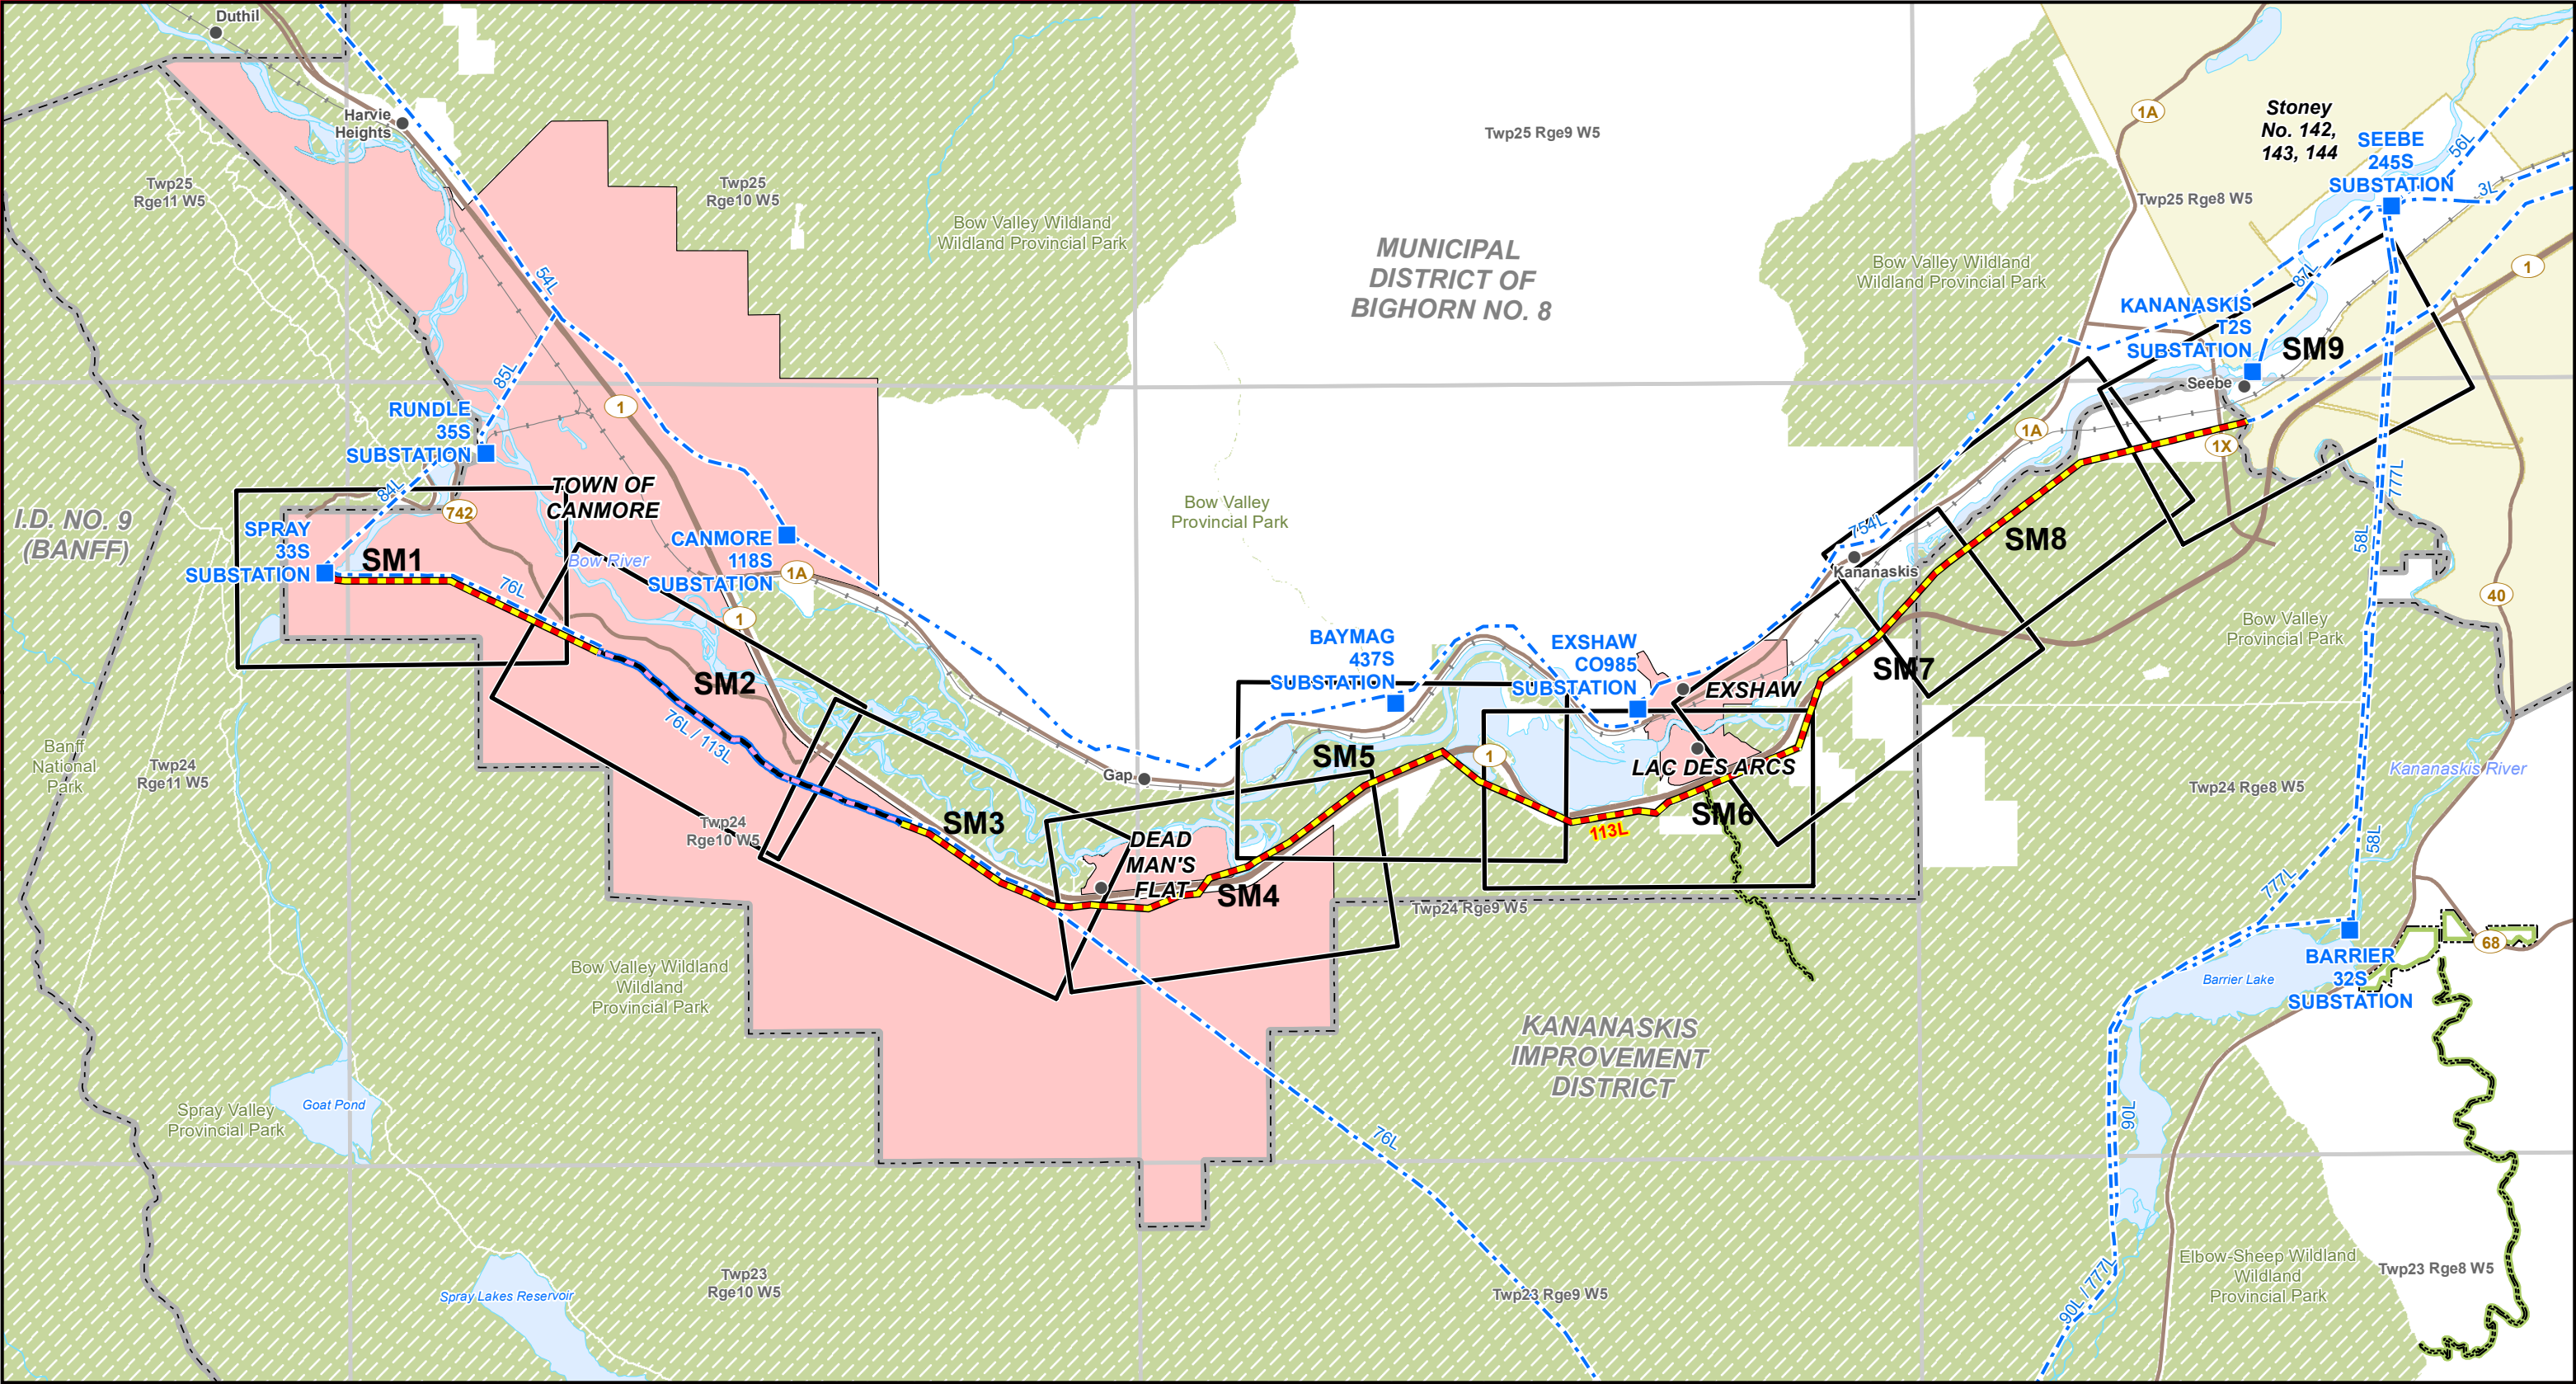 Duthil
Harvie
Heights
Twp25
Rge11 W5
Twp25
Rge10 W5
Bow Valley Wildland
Wildland Provincial Park
Twp25 Rge9 W5
MUNICIPAL
DISTRICT OF
BIGHORN NO. 8
Bow Valley Wildland
Wildland Provincial Park
1A
Stoney
No. 142,
143, 144
Twp25 Rge8 W5
SEEBE
245S
SUBSTATION
56L
3L
1
87L
KANANASKIS
T2S
SUBSTATION
SM9
Seebe
1X
1A
54L
85L
1
RUNDLE
35S
SUBSTATION
84L
742
TOWN OF
CANMORE
I.D. NO. 9
(BANFF)
SPRAY
33S
SUBSTATION
SM1
76L
Bow River
CANMORE
118S
SUBSTATION
1A
1
Bow Valley
Provincial Park
754L
Kananaskis
SM8
777L
58L
40
Bow Valley
Provincial Park
BAYMAG
437S
SUBSTATION
EXSHAW
CO985
SUBSTATION
EXSHAW
SM7
SM2
76L / 113L
Banff
National
Park
Twp24
Rge11 W5
Gap
SM5
1
LAC DES ARCS
Kananaskis River
Twp24 Rge8 W5
Twp24
Rge10 W5
SM3
DEAD
MAN'S
FLAT
SM4
113L
SM6
58L
777L
Twp24 Rge9 W5
68
BARRIER
32S
SUBSTATION
Barrier Lake
Bow Valley Wildland
Wildland
Provincial Park
KANANASKIS
IMPROVEMENT
DISTRICT
Goat Pond
Spray Valley
Provincial Park
76L
90L
Twp23
Rge10 W5
Spray Lakes Reservoir
Twp23 Rge9 W5
90L / 777L
Elbow-Sheep Wildland
Wildland
Provincial Park
Twp23 Rge8 W5